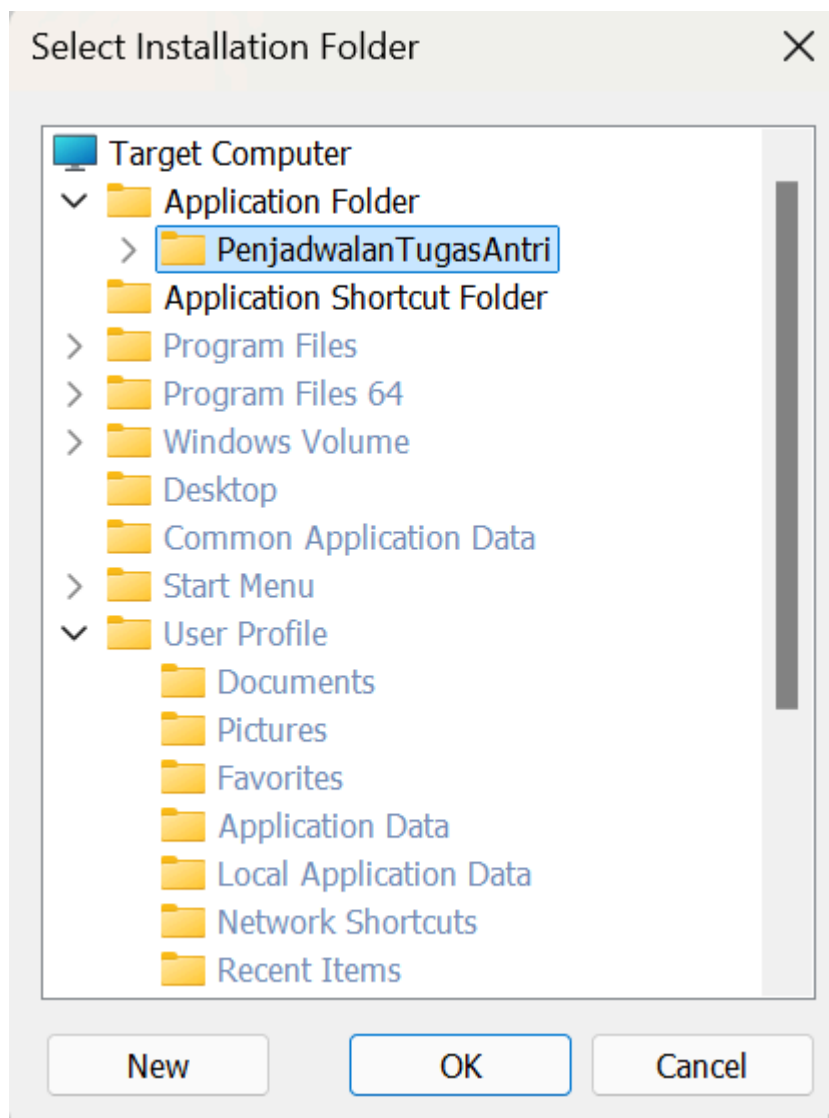 Select Installation Folder
Target Computer
Application Folder
PenjadwalanTugasAntri
Application Shortcut Folder
Program Files
Program Files 64
Windows Volume
Desktop
Common Application Data
Start Menu
User Profile
Documents
Pictures
Favorites
Application Data
Local Application Data
Network Shortcuts
Recent Items
New OK Cancel